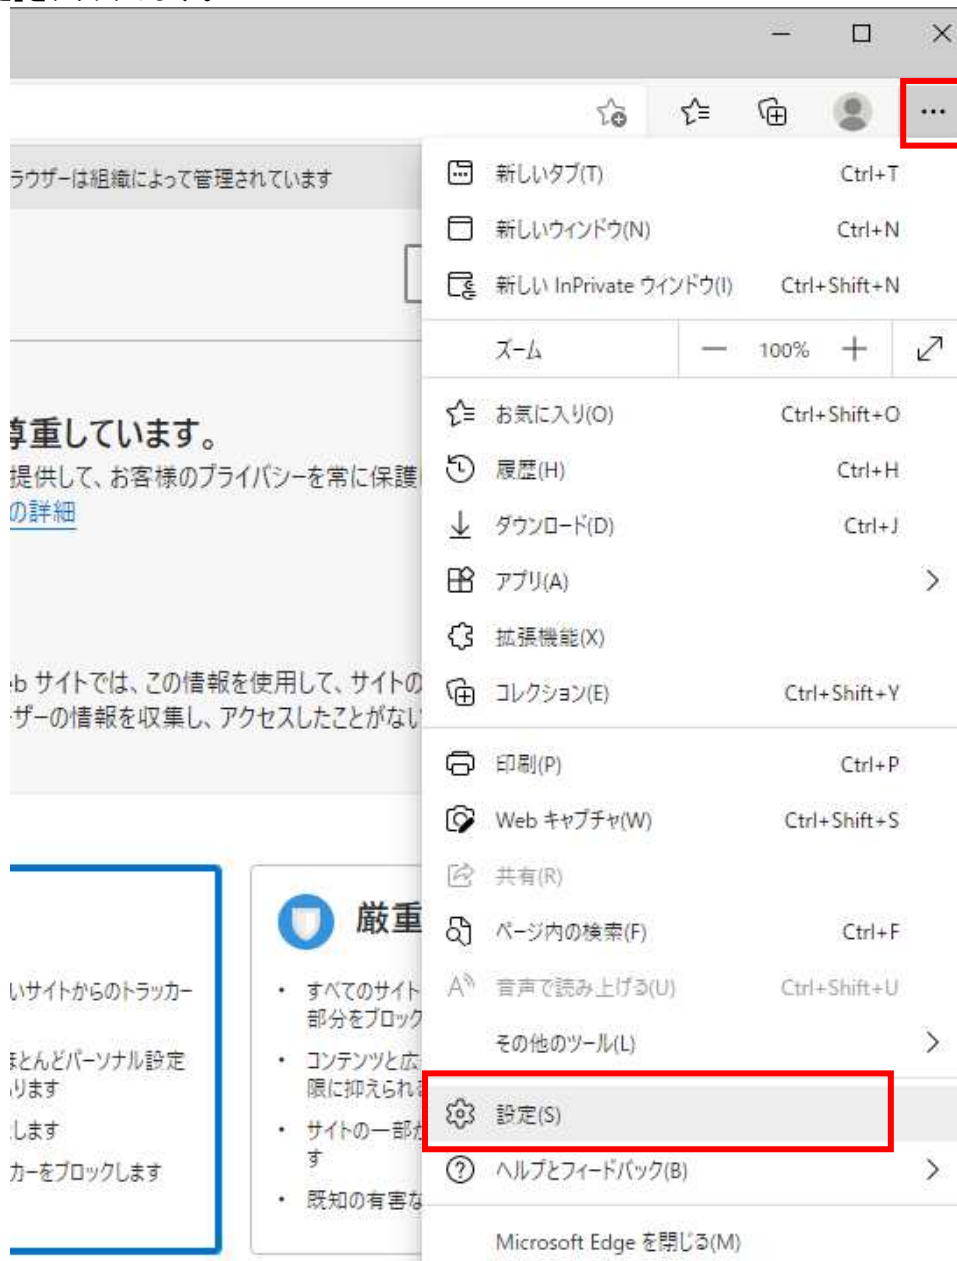 ラウザーは組織によって管理されています
尊重しています。
提供して、お客様のプライバシーを常に保護
の詳細
eb サイトでは、この情報を使用して、サイトの
ザーの情報を収集し、アクセスしたことがない
いサイトからのトラッカー
ほとんどパーソナル設定
ります
します
カーをブロックします
厳重
• すべてのサイト
部分をブロック
• コンテンツと広
限に抑えられる
• サイトの一部が
す
• 既知の有害な
新しいタブ(T) Ctrl+T
新しいウィンドウ(N) Ctrl+N
新しい InPrivate ウィンドウ(I) Ctrl+Shift+N
ズーム — 100% +
お気に入り(O) Ctrl+Shift+O
履歴(H) Ctrl+H
ダウンロード(D) Ctrl+J
アプリ(A)
拡張機能(X)
コレクション(E) Ctrl+Shift+Y
印刷(P) Ctrl+P
Web キャプチャ(W) Ctrl+Shift+S
共有(R)
ページ内の検索(F) Ctrl+F
音声で読み上げる(U) Ctrl+Shift+U
その他のツール(L)
設定(S)
ヘルプとフィードバック(B)
Microsoft Edge を閉じる(M)